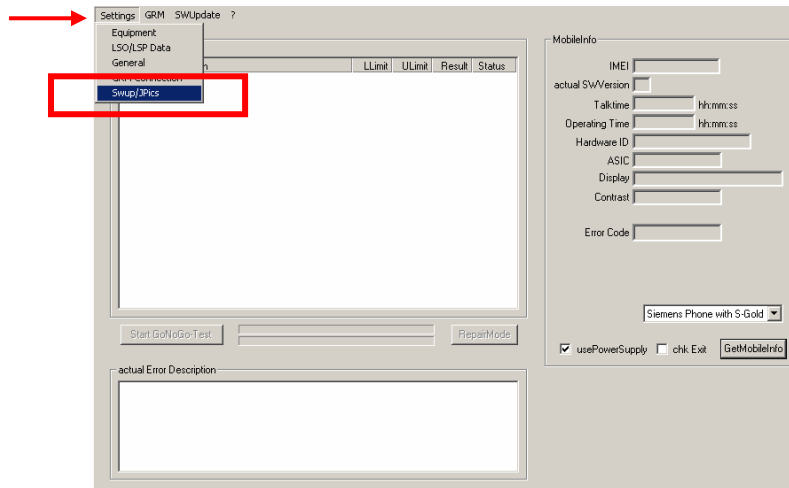 Settings GRM SWUpdate ?
Equipment
LSO/LSP Data
General
GRM Connection
Swup/JPics
LLimit ULimit Result Status
MobileInfo
IMEI
actual SWVersion
Talktime hh:mm:ss
Operating Time hh:mm:ss
Hardware ID
ASIC
Display
Contrast
Error Code
Siemens Phone with S-Gold
Start GoNoGo-Test RepairMode
usePowerSupply chk Exit GetMobileInfo
actual Error Description